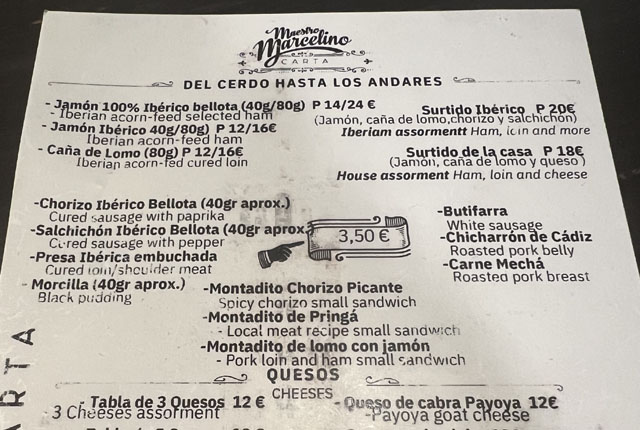 Maestro
Marcelino
CARTA
DEL CERDO HASTA LOS ANDARES
- Jamón 100% Ibérico bellota (40g/80g) P 14/24 €
- Iberian acorn-feed selected ham
- Jamón Ibérico 40g/80g) P 12/16€
Iberian acorn-feed ham
- Caña de Lomo (80g) P 12/16€
Iberian acorn-fed cured loin
Surtido Ibérico P 20€
(Jamón, caña de lomo,chorizo y salchichón)
Iberiam assormentt Ham, loin and more
Surtido de la casa P 18€
(Jamón, caña de lomo y queso)
House assorment Ham, loin and cheese
-Chorizo Ibérico Bellota (40gr aprox.)
Cured sausage with paprika
-Salchichón Ibérico Bellota (40gr aprox.)
Cured sausage with pepper
-Presa Ibérica embuchada
Cured loin/shoulder meat
- Morcilla (40gr aprox.)
Black pudding
3,50 €
-Butifarra
White sausage
-Chicharrón de Cádiz
Roasted pork belly
-Carne Mechá
Roasted pork breast
-Montadito Chorizo Picante
Spicy chorizo small sandwich
-Montadito de Pringá
- Local meat recipe small sandwich
-Montadito de lomo con jamón
- Pork loin and ham small sandwich
QUESOS
CHEESES
- Tabla de 3 Quesos 12 €
- 3 Cheeses assorment
- Queso de cabra Payoya 12€
-Payoya goat cheese
ARTA